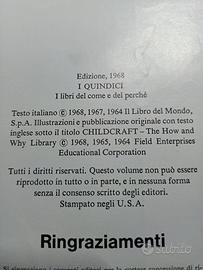 Edizione, 1968
I QUINDICI
I libri del come e del perchè
Testo italiano © 1968, 1967, 1964 Il Libro del Mondo,
S.p.A. Illustrazioni e pubblicazione originale con testo
inglese sotto il titolo CHILDCRAFT – The How and
Why Library © 1968, 1965, 1964 Field Enterprises
Educational Corporation
Tutti i diritti riservati. Questo volume non può essere
riprodotto in tutto o in parte, e in nessuna forma
senza il consenso scritto degli editori.
Stampato negli U.S.A.
Ringraziamenti
subito